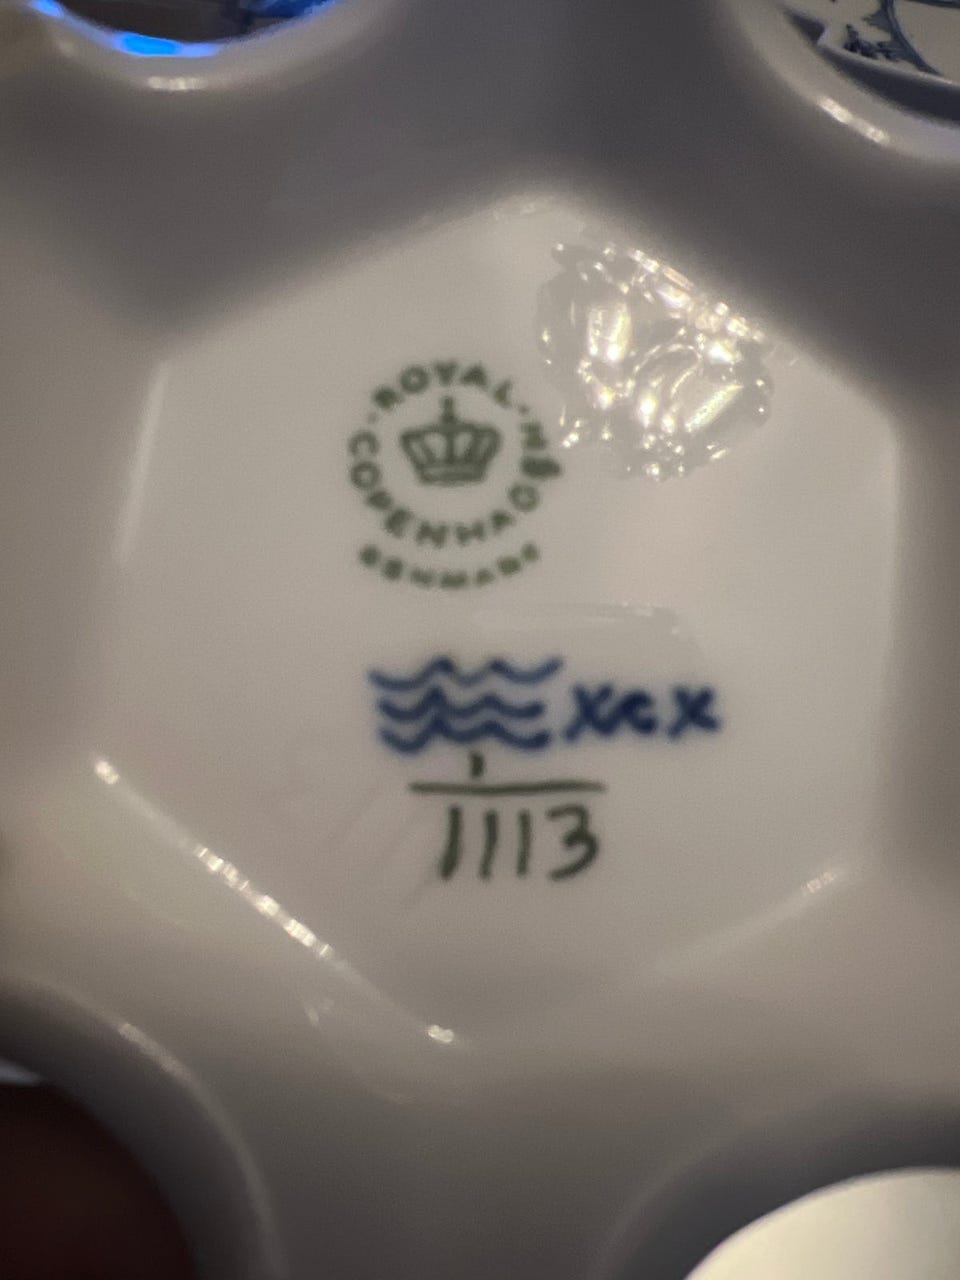 ROYAL COPENHAGEN
DENMARK
xcx
1
1113